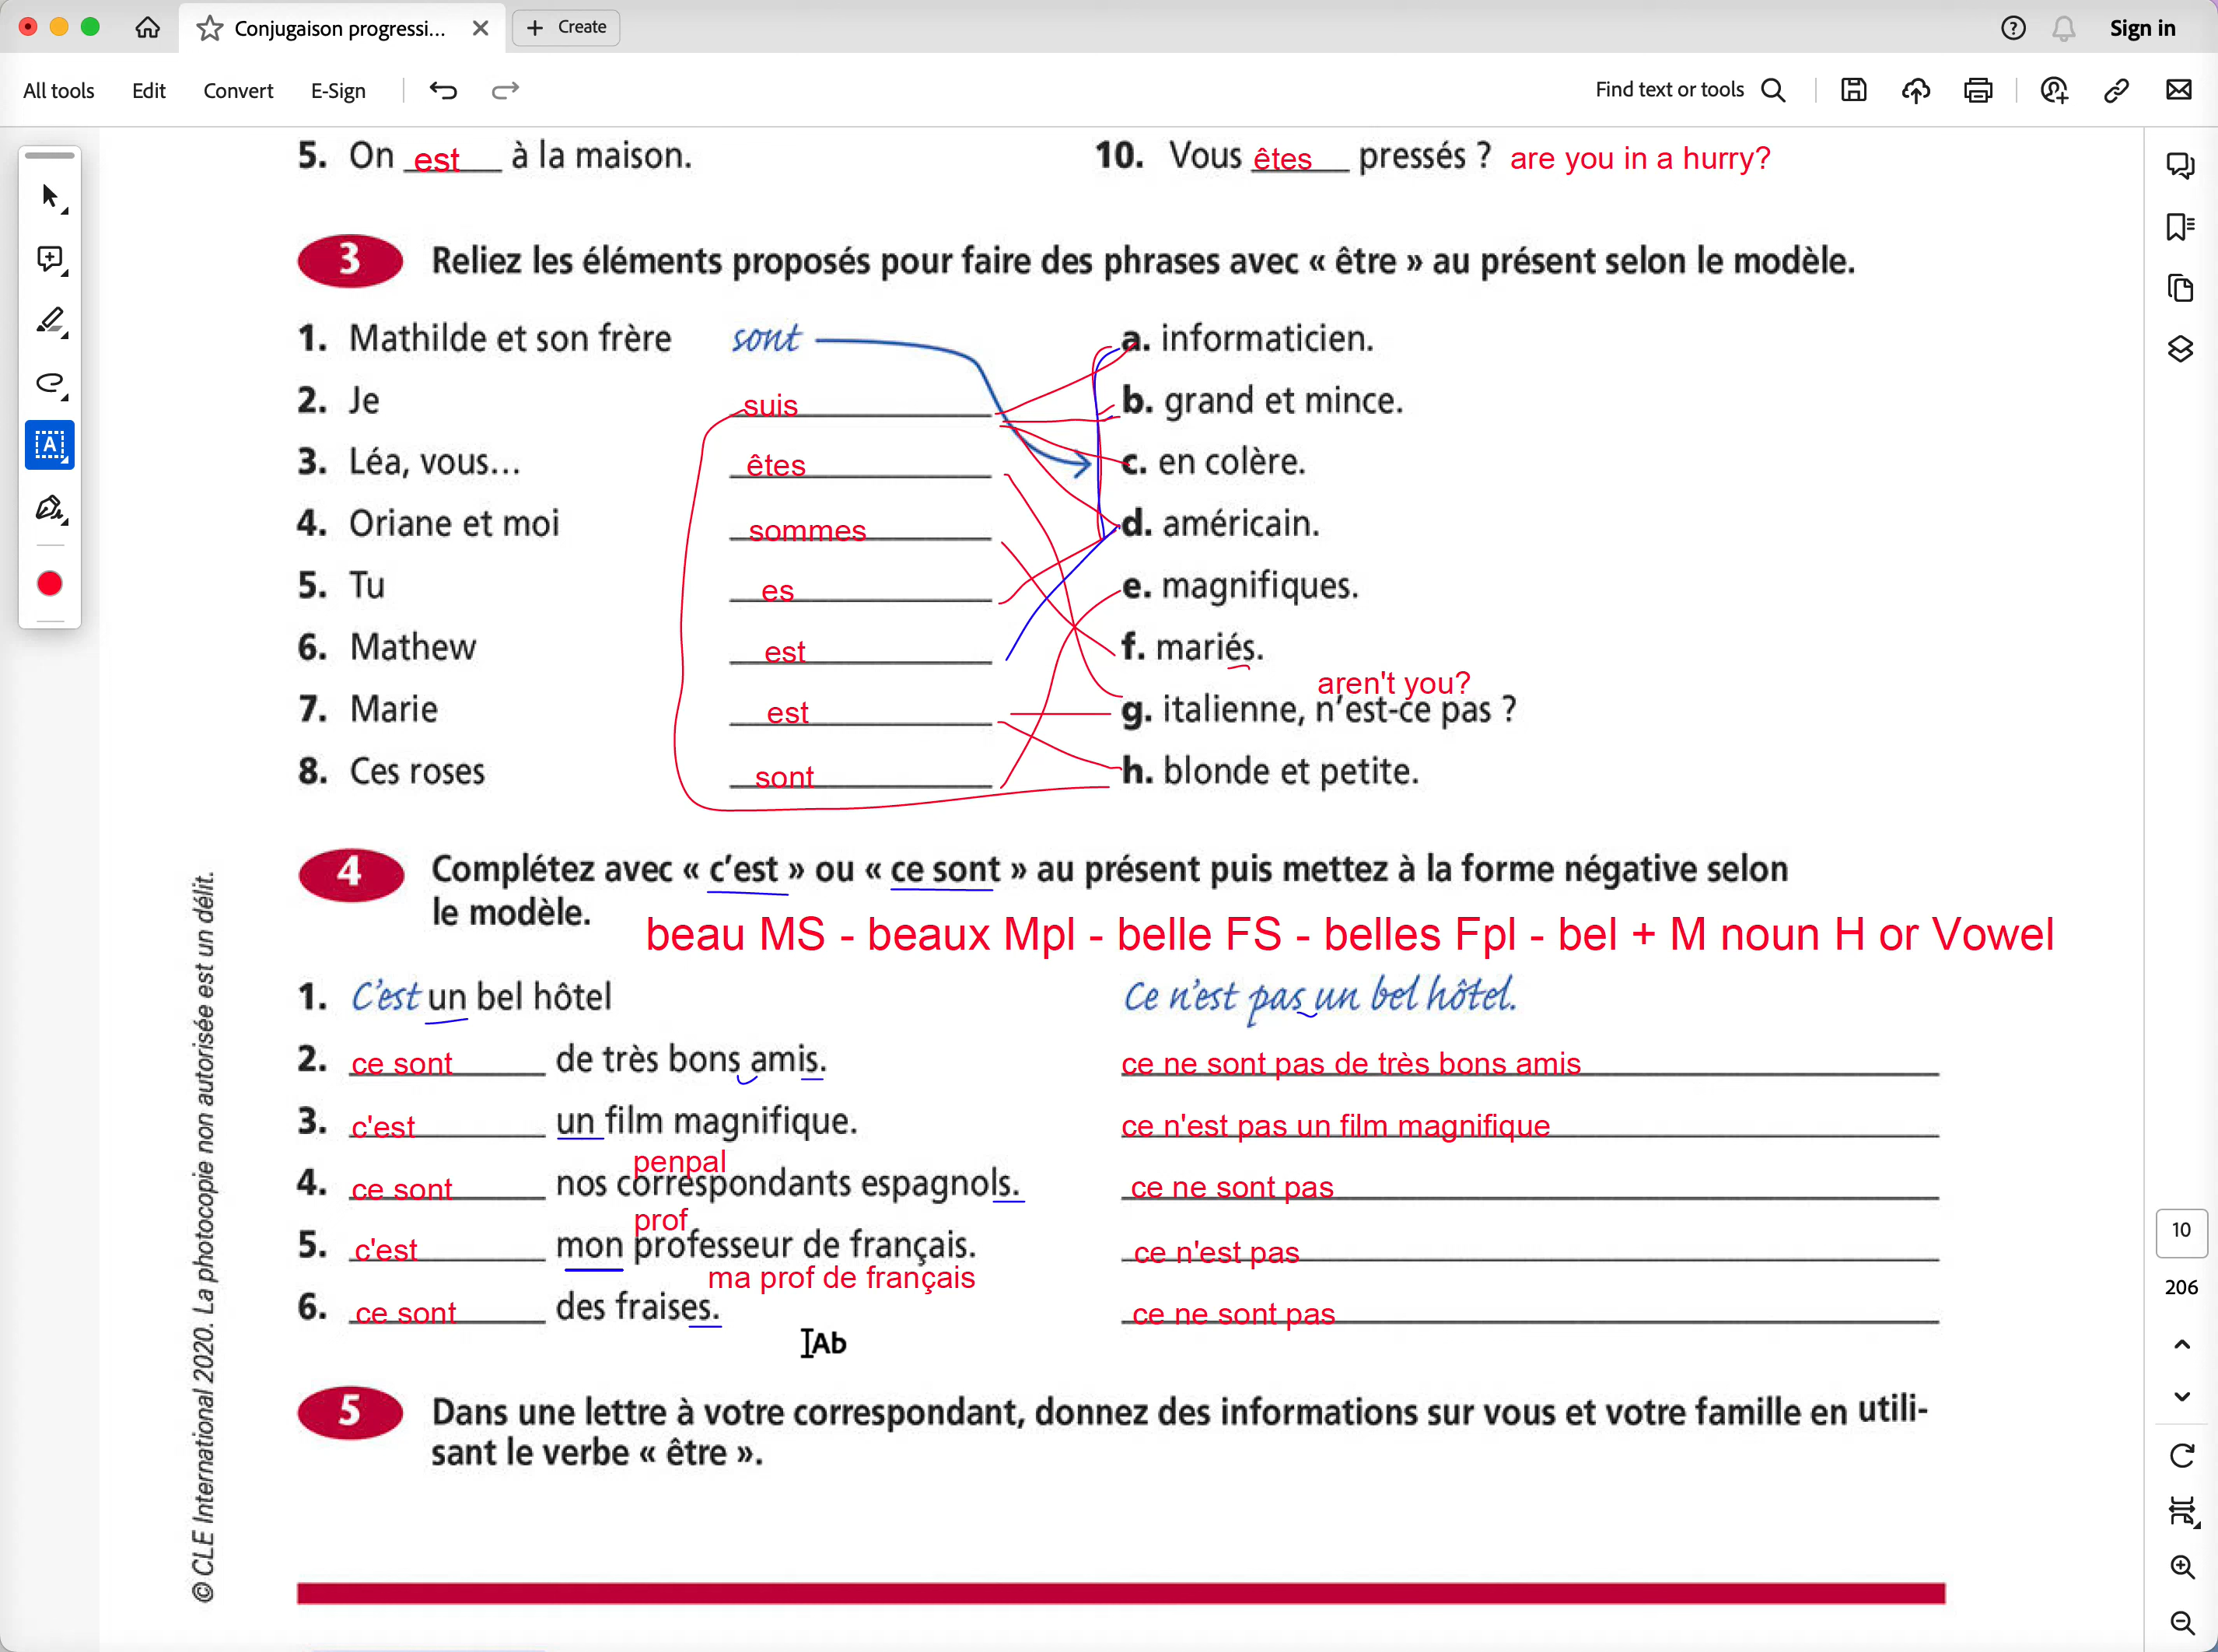 Conjugaison progressi...
Create
Sign in
All tools
Edit
Convert
E-Sign
Find text or tools
5. On est à la maison.
10. Vous êtes pressés ? are you in a hurry?
3 Reliez les éléments proposés pour faire des phrases avec « être » au présent selon le modèle.
1. Mathilde et son frère sont a. informaticien.
2. Je suis b. grand et mince.
3. Léa, vous... êtes c. en colère.
4. Oriane et moi sommes d. américain.
5. Tu es e. magnifiques.
6. Mathew est f. mariés.
aren't you?
7. Marie est g. italienne, n'est-ce pas ?
8. Ces roses sont h. blonde et petite.
4 Complétez avec « c'est » ou « ce sont » au présent puis mettez à la forme négative selon
le modèle.
beau MS - beaux Mpl - belle FS - belles Fpl - bel + M noun H or Vowel
1. C'est un bel hôtel Ce n'est pas un bel hôtel.
2. ce sont de très bons amis. ce ne sont pas de très bons amis
3. c'est un film magnifique. ce n'est pas un film magnifique
penpal
4. ce sont nos correspondants espagnols. ce ne sont pas
prof
5. c'est mon professeur de français. ce n'est pas
ma prof de français
6. ce sont des fraises. ce ne sont pas
Ab
5 Dans une lettre à votre correspondant, donnez des informations sur vous et votre famille en utili-
sant le verbe « être ».
© CLE International 2020. La photocopie non autorisée est un délit.
10
206